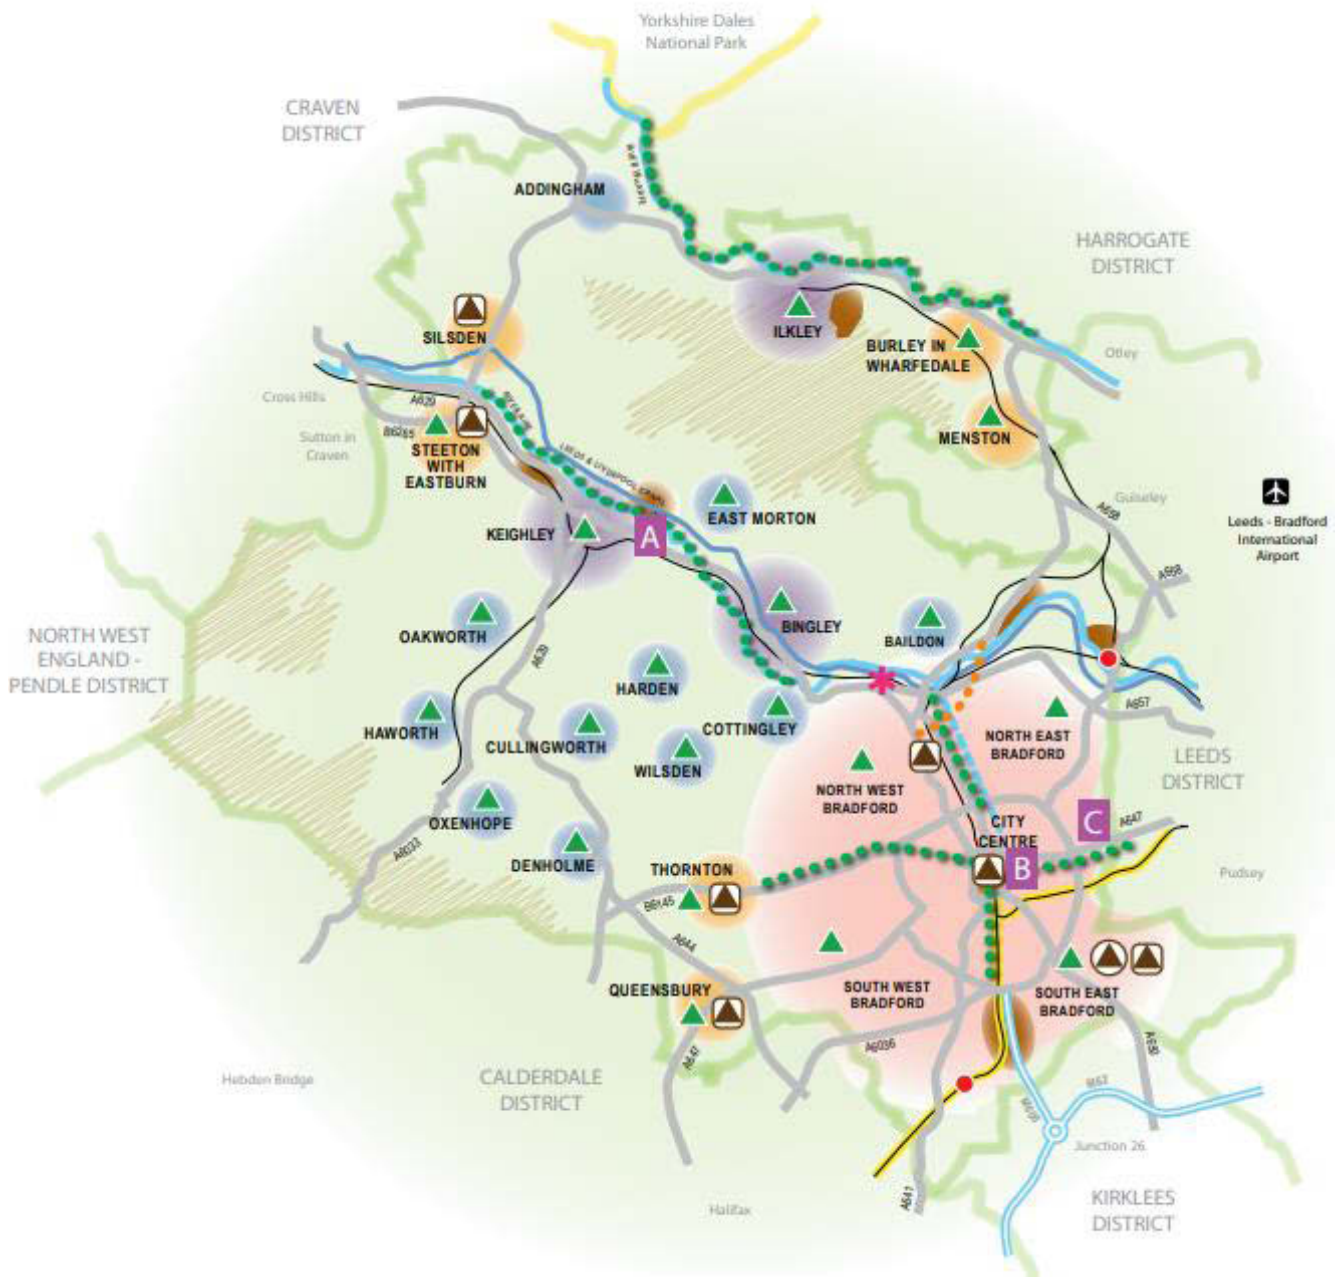 Yorkshire Dales
National Park
CRAVEN
DISTRICT
ADDINGHAM
HARROGATE
DISTRICT
ILKLEY
SILSDEN
BURLEY IN
WHARFEDALE
Otley
Cross Hills
A629
B6265
Sutton in
Craven
STEETON
WITH
EASTBURN
MENSTON
LEEDS & LIVERPOOL CANAL
Guiseley
A658
Leeds - Bradford
International
Airport
EAST MORTON
KEIGHLEY
A
A658
NORTH WEST
ENGLAND -
PENDLE DISTRICT
OAKWORTH
BINGLEY
BAILDON
A629
HARDEN
HAWORTH
CULLINGWORTH
COTTINGLEY
A657
WILSDEN
NORTH EAST
BRADFORD
LEEDS
DISTRICT
NORTH WEST
BRADFORD
OXENHOPE
A6033
DENHOLME
CITY
CENTRE
C
A647
B
THORNTON
B6145
Pudsey
A644
QUEENSBURY
SOUTH WEST
BRADFORD
SOUTH EAST
BRADFORD
A647
A6036
A650
Hebden Bridge
CALDERDALE
DISTRICT
M62
M606
Junction 26
A641
Halifax
KIRKLEES
DISTRICT